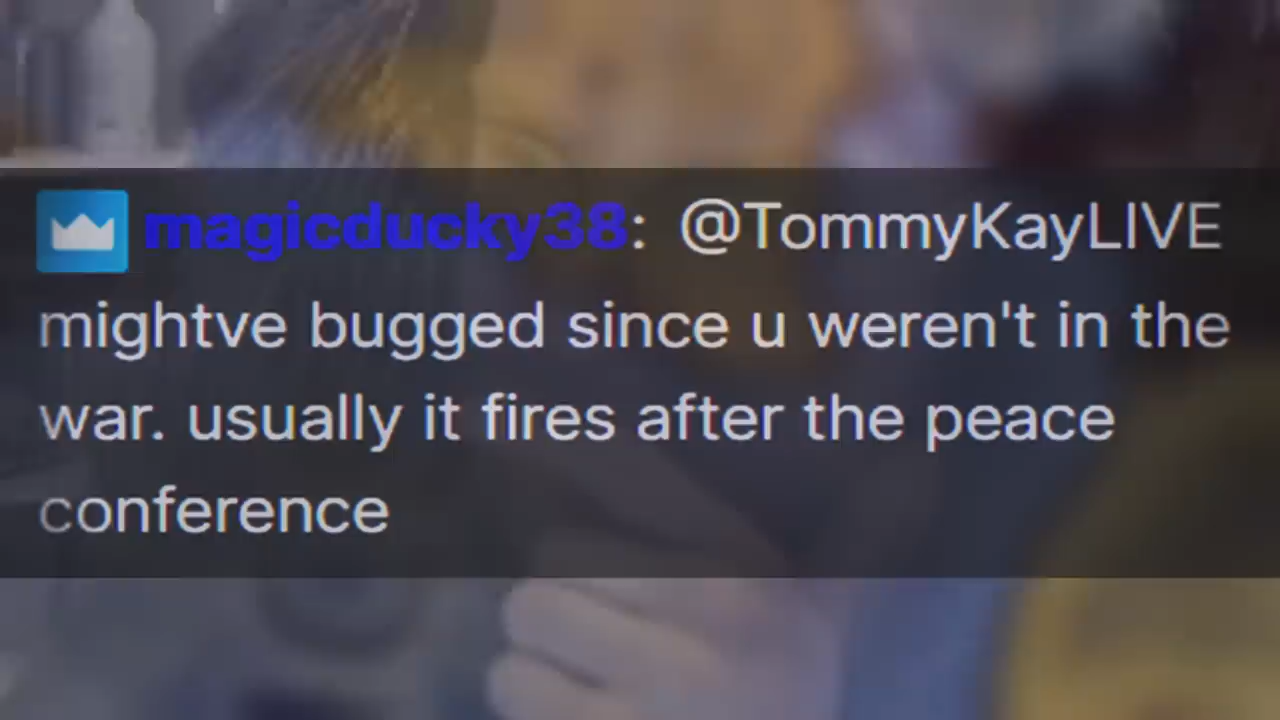 magicducky38: @TommyKayLIVE
mightve bugged since u weren't in the
war. usually it fires after the peace
conference